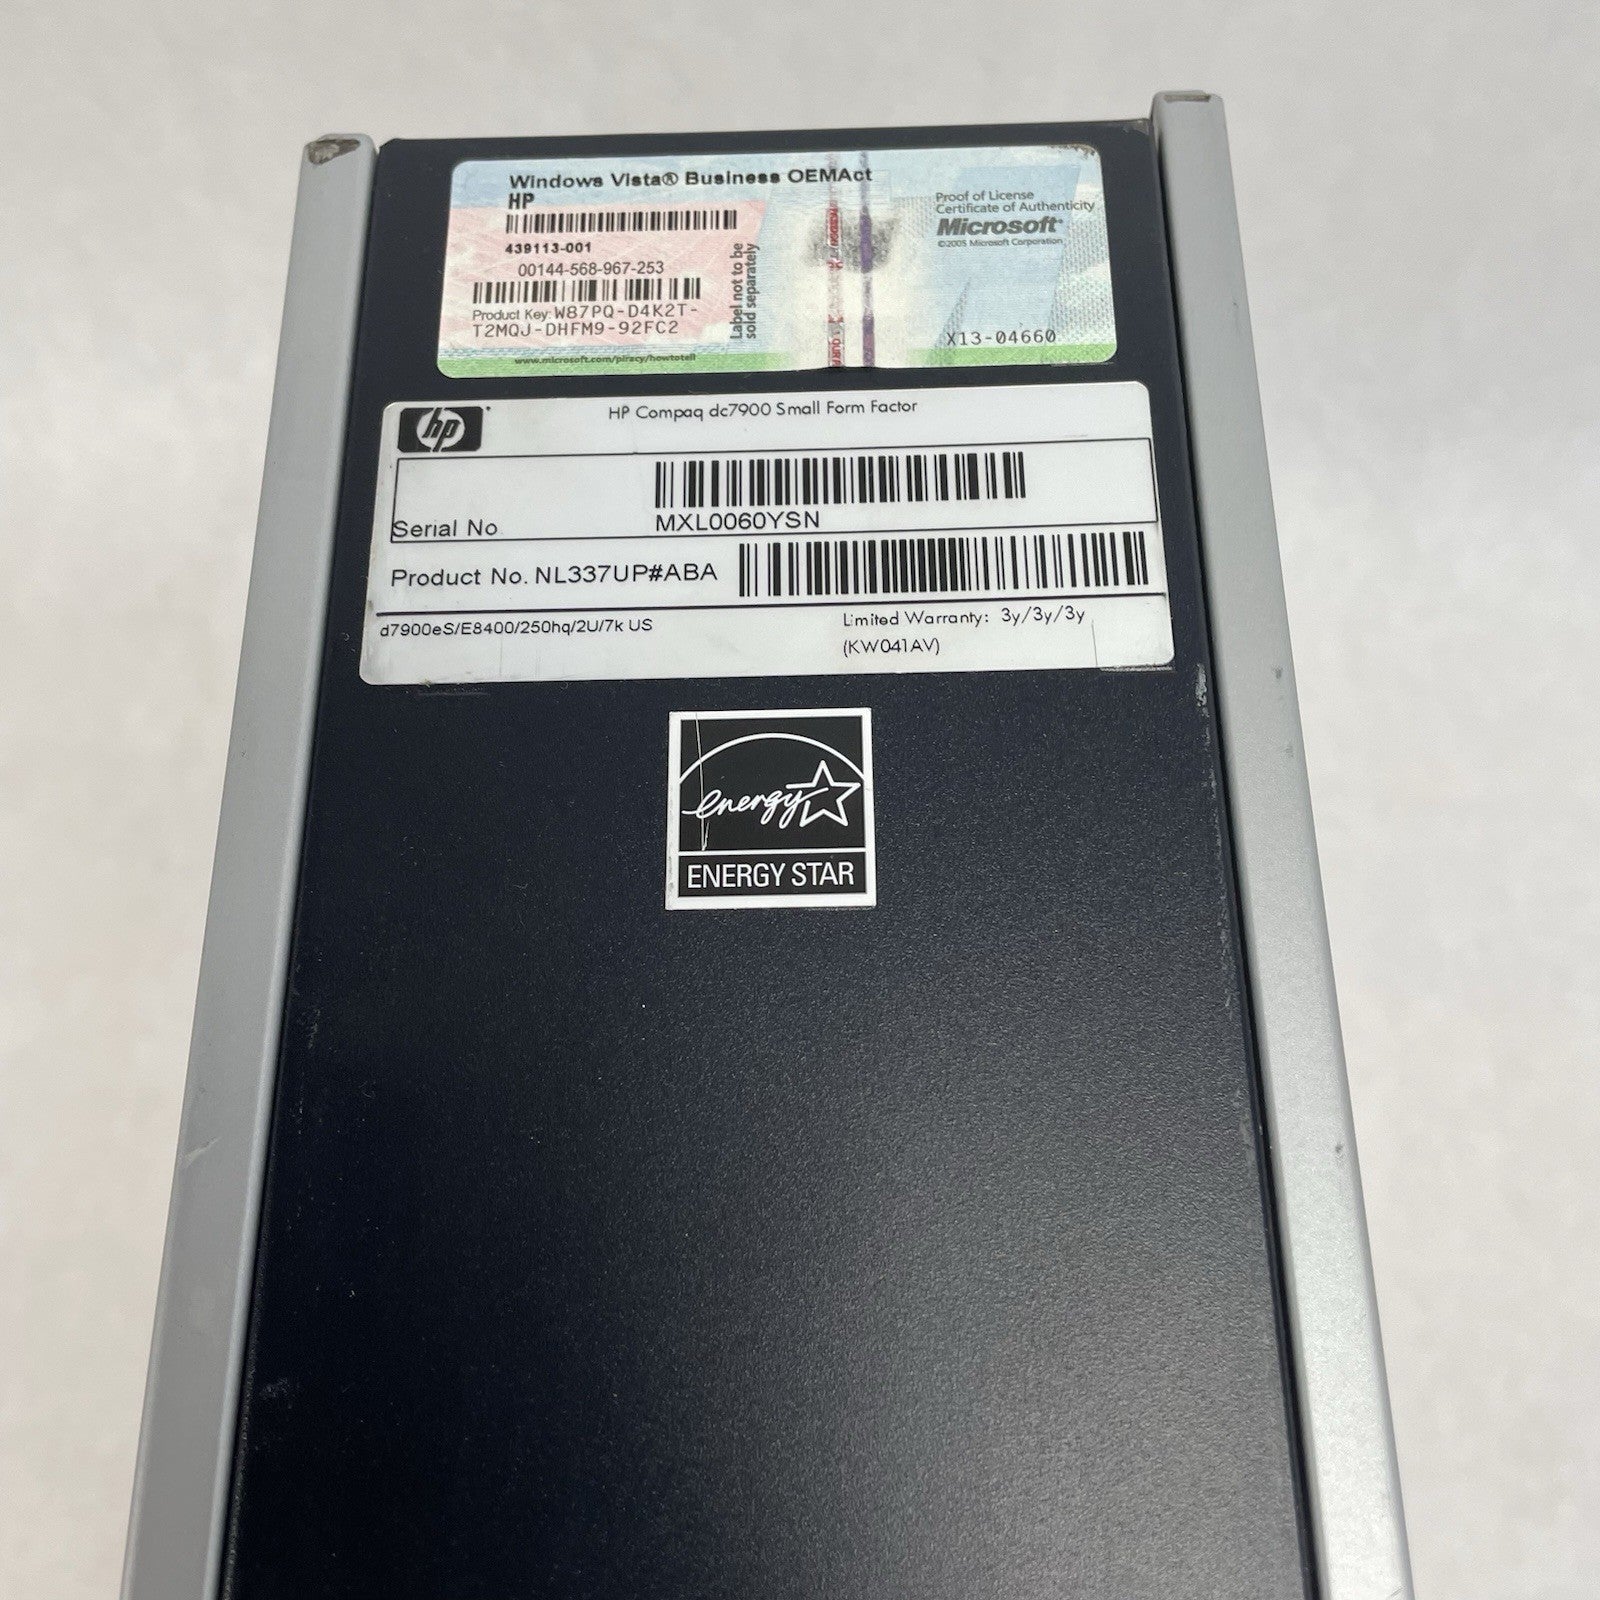 Windows Vista® Business OEMAct
HP
439113-001
00144-568-967-253
Product Key: W87PQ-D4K2T-
T2MQJ-DHFM9-92FC2
www.microsoft.com/piracy/howtotell
Label not to be
sold separately
Proof of License
Certificate of Authenticity
Microsoft®
©2005 Microsoft Corporation
X13-04660
hp
HP Compaq dc7900 Small Form Factor
Serial No
MXL0060YSN
Product No. NL337UP#ABA
d7900eS/E8400/250hq/2U/7k US
Limited Warranty: 3y/3y/3y
(KW041AV)
energy
ENERGY STAR